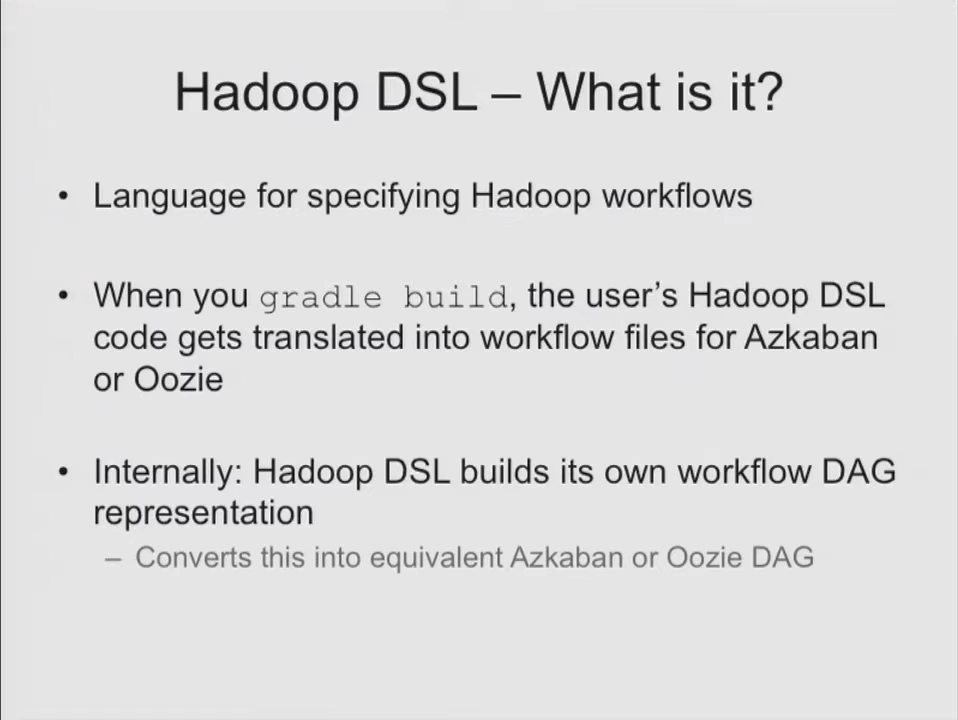 Hadoop DSL – What is it?
• Language for specifying Hadoop workflows
• When you gradle build, the user’s Hadoop DSL
code gets translated into workflow files for Azkaban
or Oozie
• Internally: Hadoop DSL builds its own workflow DAG
representation
– Converts this into equivalent Azkaban or Oozie DAG